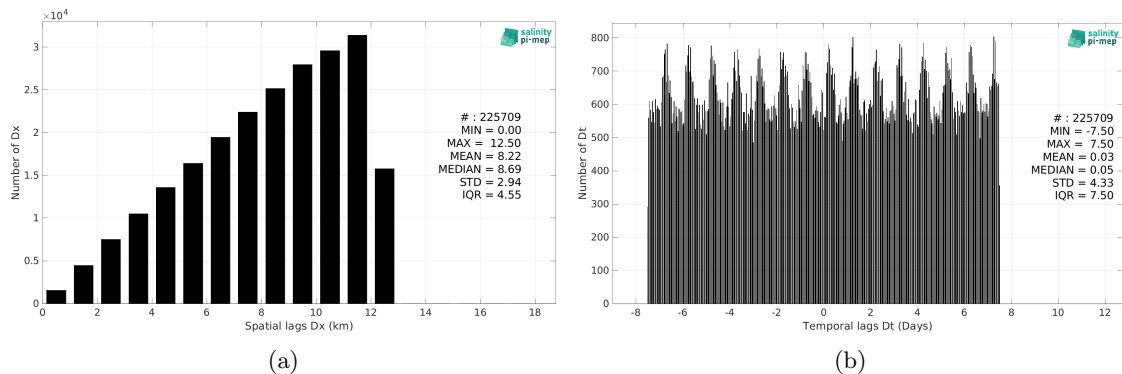 ×10⁴
3
2.5
2
1.5
1
0.5
0
0 2 4 6 8 10 12 14 16 18
Number of Dx
Spatial lags Dx (km)
salinity
pi-mep
# : 225709
MIN = 0.00
MAX = 12.50
MEAN = 8.22
MEDIAN = 8.69
STD = 2.94
IQR = 4.55
(a)
800
700
600
500
400
300
200
100
0
-8 -6 -4 -2 0 2 4 6 8 10 12
Number of Dt
Temporal lags Dt (Days)
salinity
pi-mep
# : 225709
MIN = -7.50
MAX = 7.50
MEAN = 0.03
MEDIAN = 0.05
STD = 4.33
IQR = 7.50
(b)